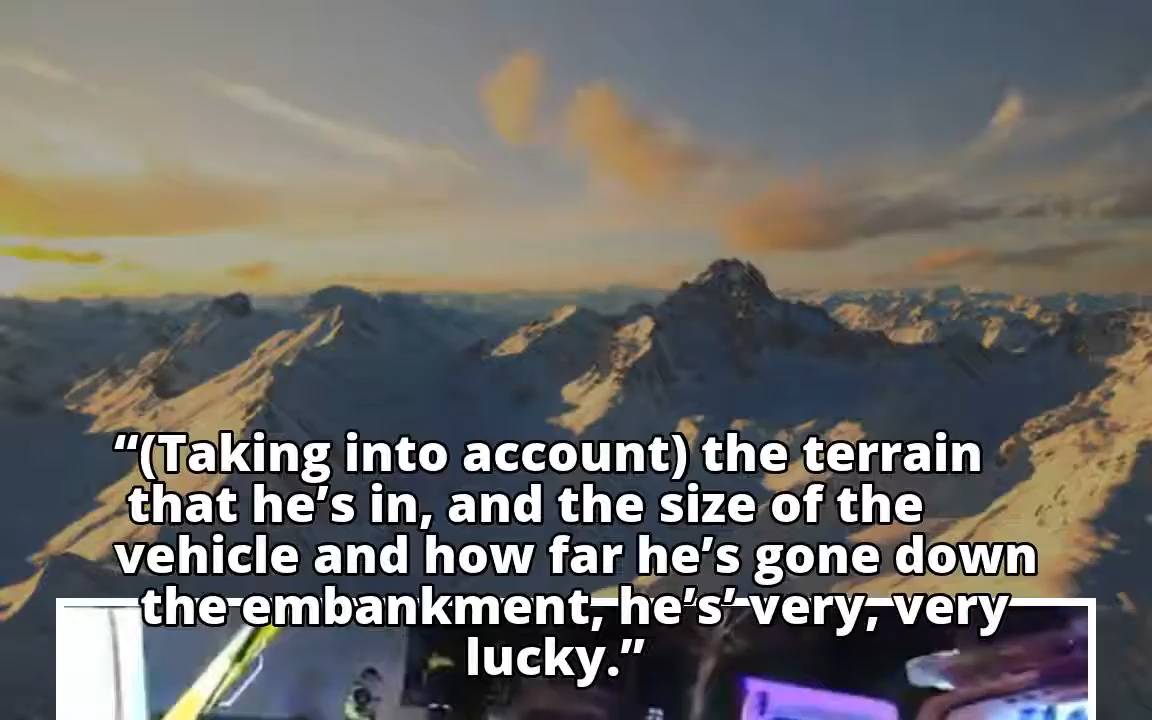 “(Taking into account) the terrain
that he’s in, and the size of the
vehicle and how far he’s gone down
the embankment, he’s’ very, very
lucky.”